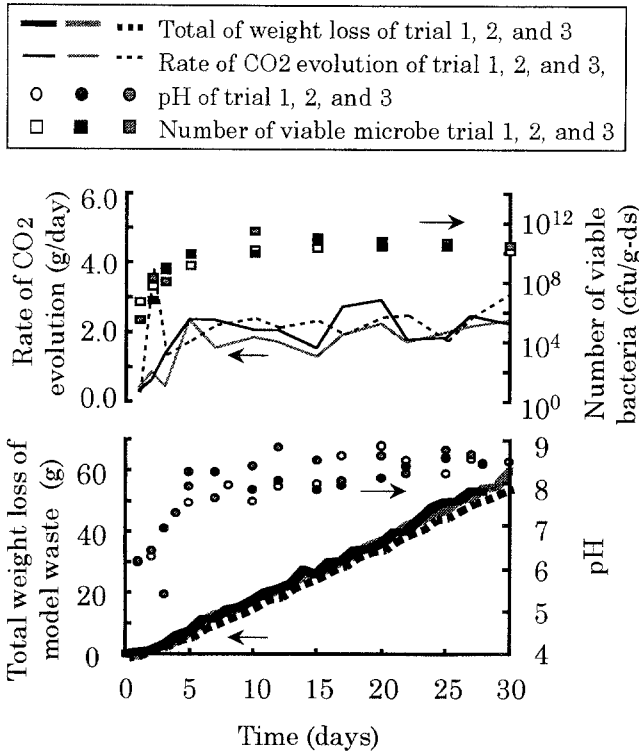 Total of weight loss of trial 1, 2, and 3
Rate of CO2 evolution of trial 1, 2, and 3,
pH of trial 1, 2, and 3
Number of viable microbe trial 1, 2, and 3
Rate of CO2
evolution (g/day)
6.0
4.0
2.0
0.0
10^12
10^8
10^4
10^0
Number of viable
bacteria (cfu/g-ds)
Total weight loss of
model waste (g)
60
40
20
0
9
8
7
6
5
4
pH
0 5 10 15 20 25 30
Time (days)